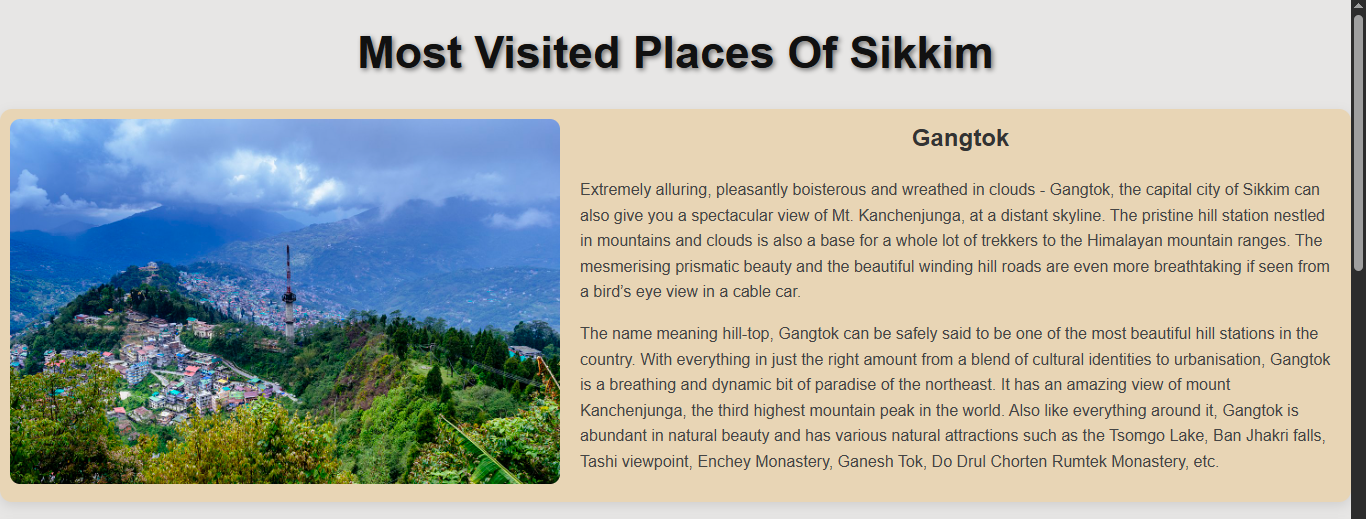 Most Visited Places Of Sikkim
Gangtok
Extremely alluring, pleasantly boisterous and wreathed in clouds - Gangtok, the capital city of Sikkim can
also give you a spectacular view of Mt. Kanchenjunga, at a distant skyline. The pristine hill station nestled
in mountains and clouds is also a base for a whole lot of trekkers to the Himalayan mountain ranges. The
mesmerising prismatic beauty and the beautiful winding hill roads are even more breathtaking if seen from
a bird’s eye view in a cable car.
The name meaning hill-top, Gangtok can be safely said to be one of the most beautiful hill stations in the
country. With everything in just the right amount from a blend of cultural identities to urbanisation, Gangtok
is a breathing and dynamic bit of paradise of the northeast. It has an amazing view of mount
Kanchenjunga, the third highest mountain peak in the world. Also like everything around it, Gangtok is
abundant in natural beauty and has various natural attractions such as the Tsomgo Lake, Ban Jhakri falls,
Tashi viewpoint, Enchey Monastery, Ganesh Tok, Do Drul Chorten Rumtek Monastery, etc.